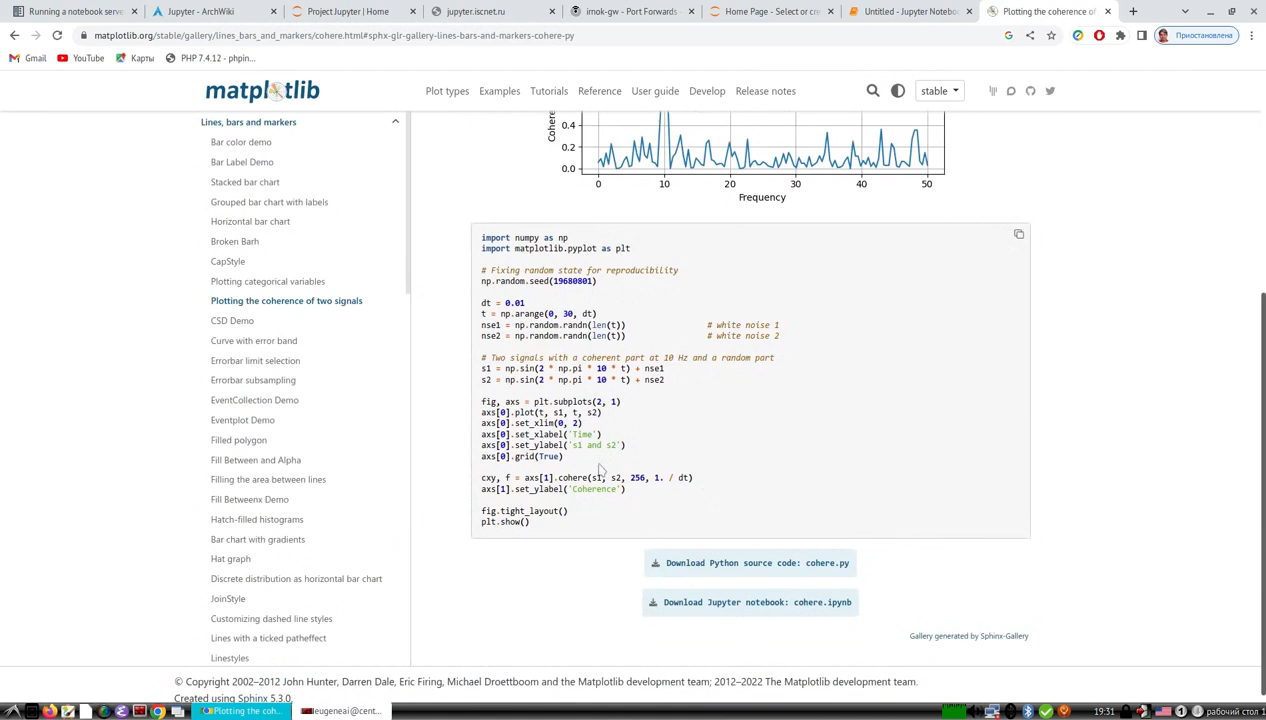 Running a notebook serve
Jupyter - ArchWiki
Project Jupyter | Home
jupyter.iscnet.ru
imok-gw - Port Forwards
Home Page - Select or cre
Untitled - Jupyter Notebo
Plotting the coherence of
matplotlib.org/stable/gallery/lines_bars_and_markers/cohere.html#sphx-glr-gallery-lines-bars-and-markers-cohere-py
Приостановлена
Gmail
YouTube
Карты
PHP 7.4.12 - phpin...
matplotlib
Plot types
Examples
Tutorials
Reference
User guide
Develop
Release notes
stable
Lines, bars and markers
Bar color demo
Bar Label Demo
Stacked bar chart
Grouped bar chart with labels
Horizontal bar chart
Broken Barh
CapStyle
Plotting categorical variables
Plotting the coherence of two signals
CSD Demo
Curve with error band
Errorbar limit selection
Errorbar subsampling
EventCollection Demo
Eventplot Demo
Filled polygon
Fill Between and Alpha
Filling the area between lines
Fill Betweenx Demo
Hatch-filled histograms
Bar chart with gradients
Hat graph
Discrete distribution as horizontal bar chart
JoinStyle
Customizing dashed line styles
Lines with a ticked patheffect
Linestyles
Cohere
0.4
0.2
0.0
0 10 20 30 40 50
Frequency
import numpy as np
import matplotlib.pyplot as plt
# Fixing random state for reproducibility
np.random.seed(19680801)
dt = 0.01
t = np.arange(0, 30, dt)
nse1 = np.random.randn(len(t)) # white noise 1
nse2 = np.random.randn(len(t)) # white noise 2
# Two signals with a coherent part at 10 Hz and a random part
s1 = np.sin(2 * np.pi * 10 * t) + nse1
s2 = np.sin(2 * np.pi * 10 * t) + nse2
fig, axs = plt.subplots(2, 1)
axs[0].plot(t, s1, t, s2)
axs[0].set_xlim(0, 2)
axs[0].set_xlabel('Time')
axs[0].set_ylabel('s1 and s2')
axs[0].grid(True)
cxy, f = axs[1].cohere(s1, s2, 256, 1. / dt)
axs[1].set_ylabel('Coherence')
fig.tight_layout()
plt.show()
Download Python source code: cohere.py
Download Jupyter notebook: cohere.ipynb
Gallery generated by Sphinx-Gallery
© Copyright 2002–2012 John Hunter, Darren Dale, Eric Firing, Michael Droettboom and the Matplotlib development team; 2012–2022 The Matplotlib development team.
Created using Sphinx 5.3.0.
Plotting the coh...
eugeneai@cent...
19:31
рабочий стол 1